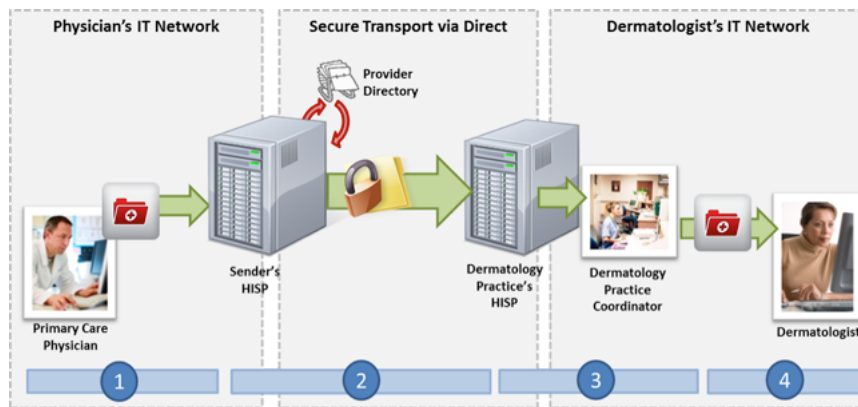 Physician's IT Network
Secure Transport via Direct
Dermatologist's IT Network
Provider
Directory
Sender's
HISP
Dermatology
Practice's
HISP
Dermatology
Practice
Coordinator
Primary Care
Physician
Dermatologist
1
2
3
4